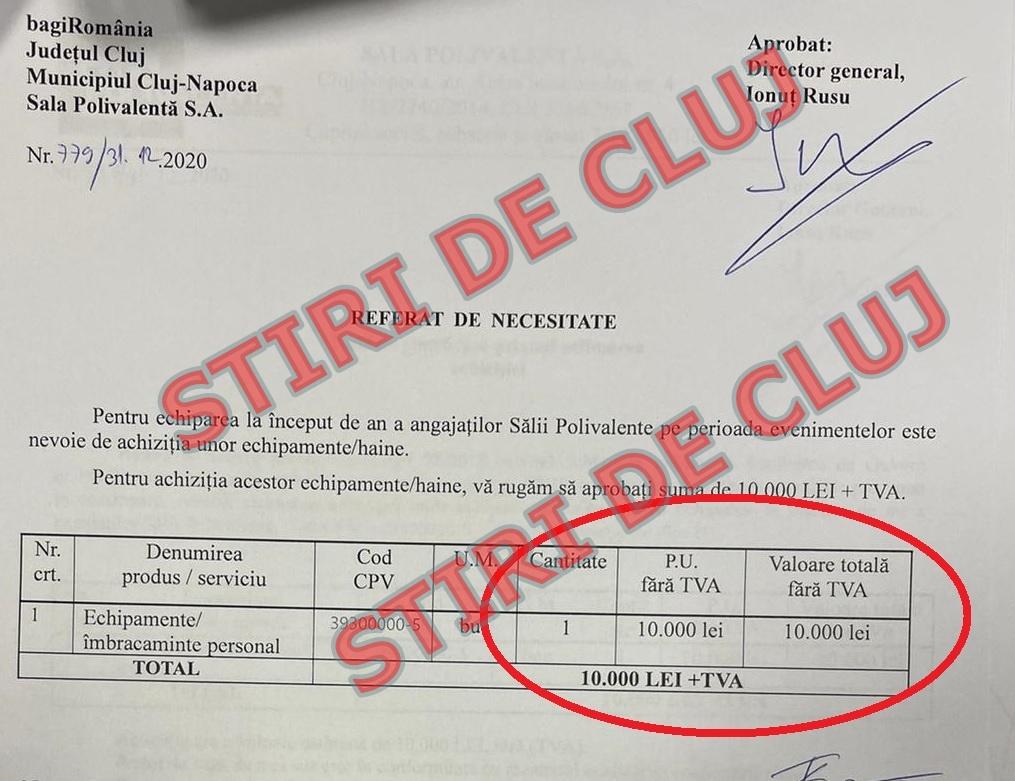 bagiRomânia
Județul Cluj
Municipiul Cluj-Napoca
Sala Polivalentă S.A.
Nr. 779/31.12.2020
Aprobat:
Director general,
Ionuț Rusu
REFERAT DE NECESITATE
Pentru echiparea la început de an a angajaților Sălii Polivalente pe perioada evenimentelor este
nevoie de achiziția unor echipamente/haine.
Pentru achiziția acestor echipamente/haine, vă rugăm să aprobați suma de 10.000 LEI + TVA.
Nr. crt. Denumirea produs / serviciu Cod CPV U.M. Cantitate P.U. fără TVA Valoare totală fără TVA
1 Echipamente/ îmbracaminte personal 39300000-5 bu 1 10.000 lei 10.000 lei
TOTAL 10.000 LEI +TVA
STIRI DE CLUJ
STIRI DE CLUJ